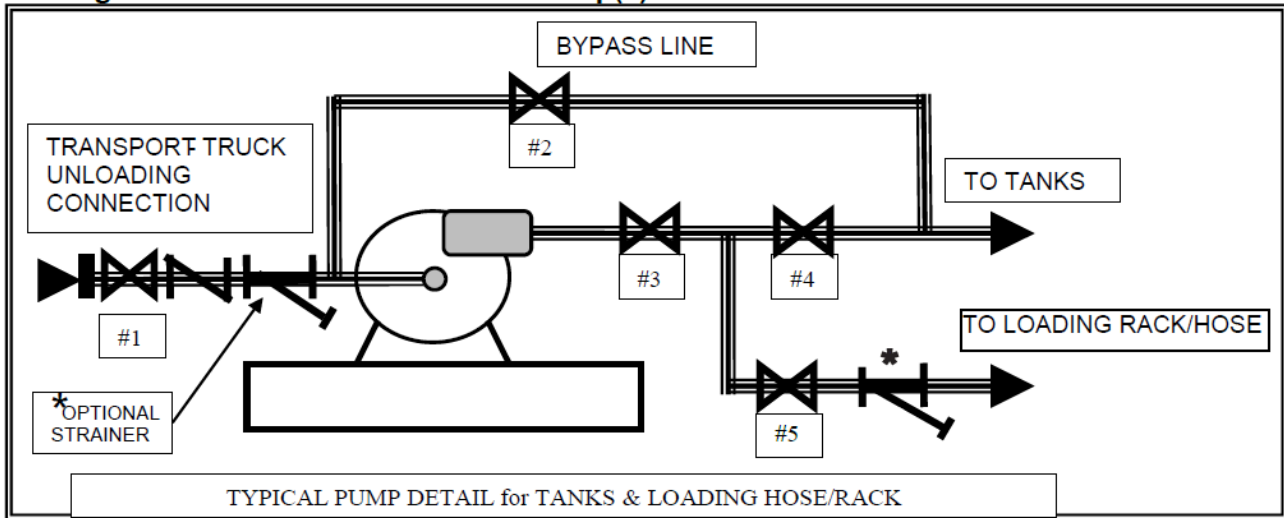 BYPASS LINE
#2
TRANSPORT TRUCK
UNLOADING
CONNECTION
TO TANKS
#3
#4
#1
TO LOADING RACK/HOSE
*
*OPTIONAL
STRAINER
#5
TYPICAL PUMP DETAIL for TANKS & LOADING HOSE/RACK